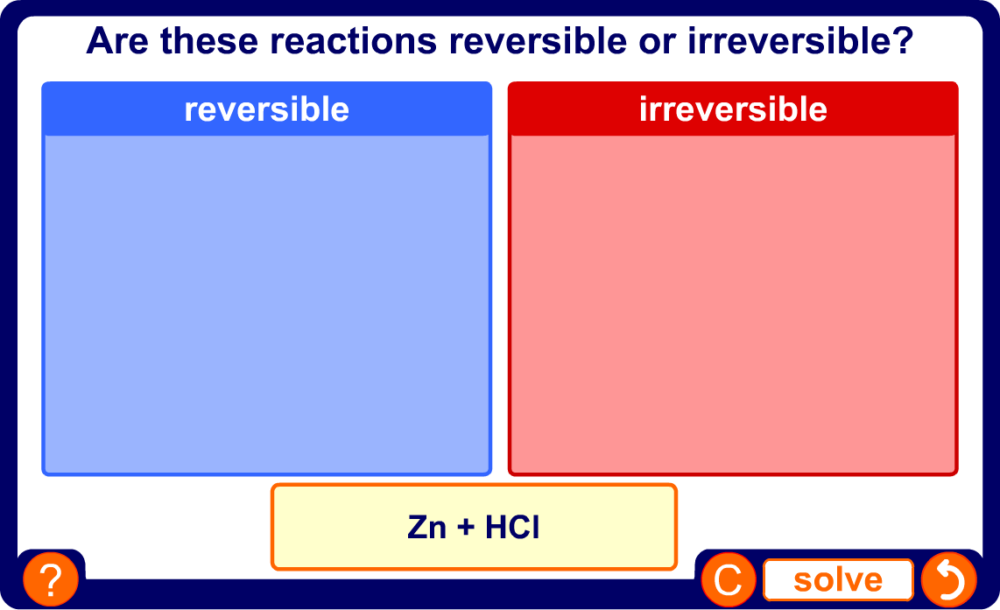 Are these reactions reversible or irreversible?
reversible
irreversible
Zn + HCl
?
C
solve